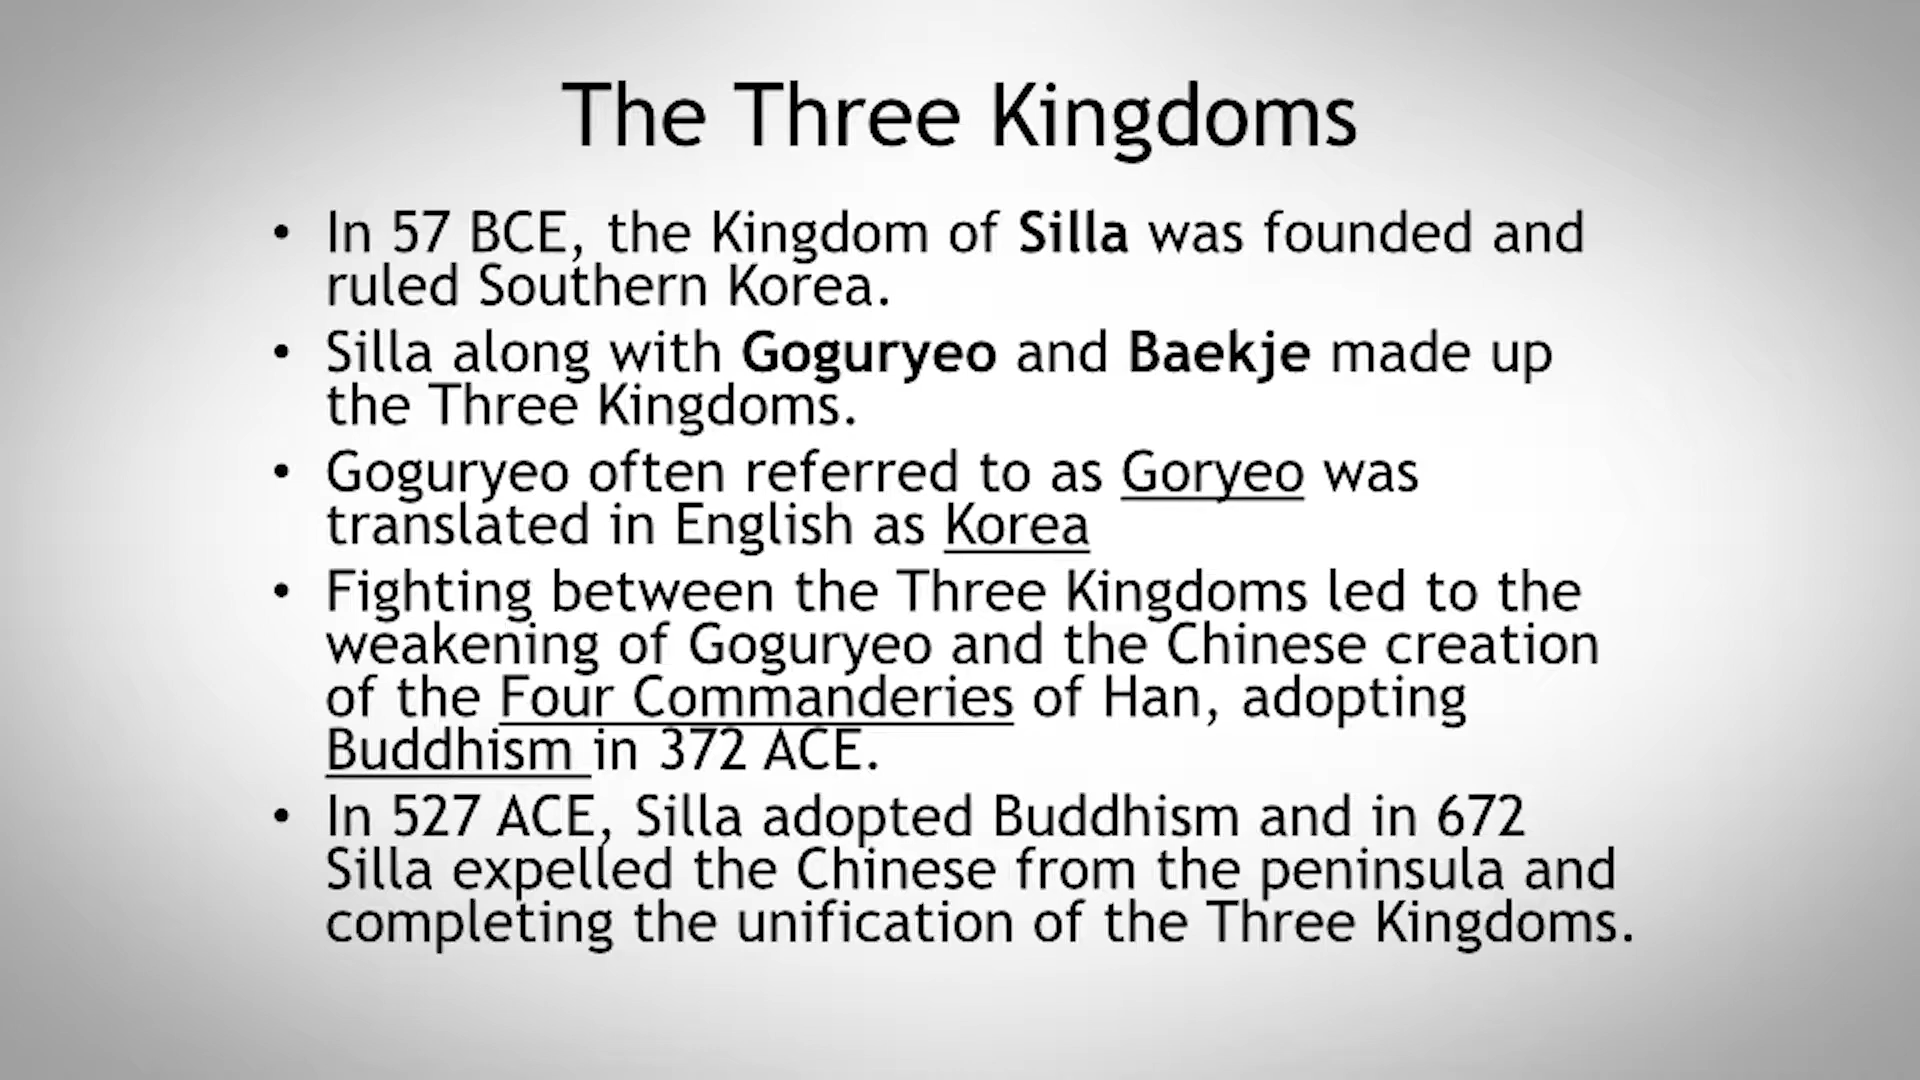 The Three Kingdoms
• In 57 BCE, the Kingdom of Silla was founded and
ruled Southern Korea.
• Silla along with Goguryeo and Baekje made up
the Three Kingdoms.
• Goguryeo often referred to as Goryeo was
translated in English as Korea
• Fighting between the Three Kingdoms led to the
weakening of Goguryeo and the Chinese creation
of the Four Commanderies of Han, adopting
Buddhism in 372 ACE.
• In 527 ACE, Silla adopted Buddhism and in 672
Silla expelled the Chinese from the peninsula and
completing the unification of the Three Kingdoms.